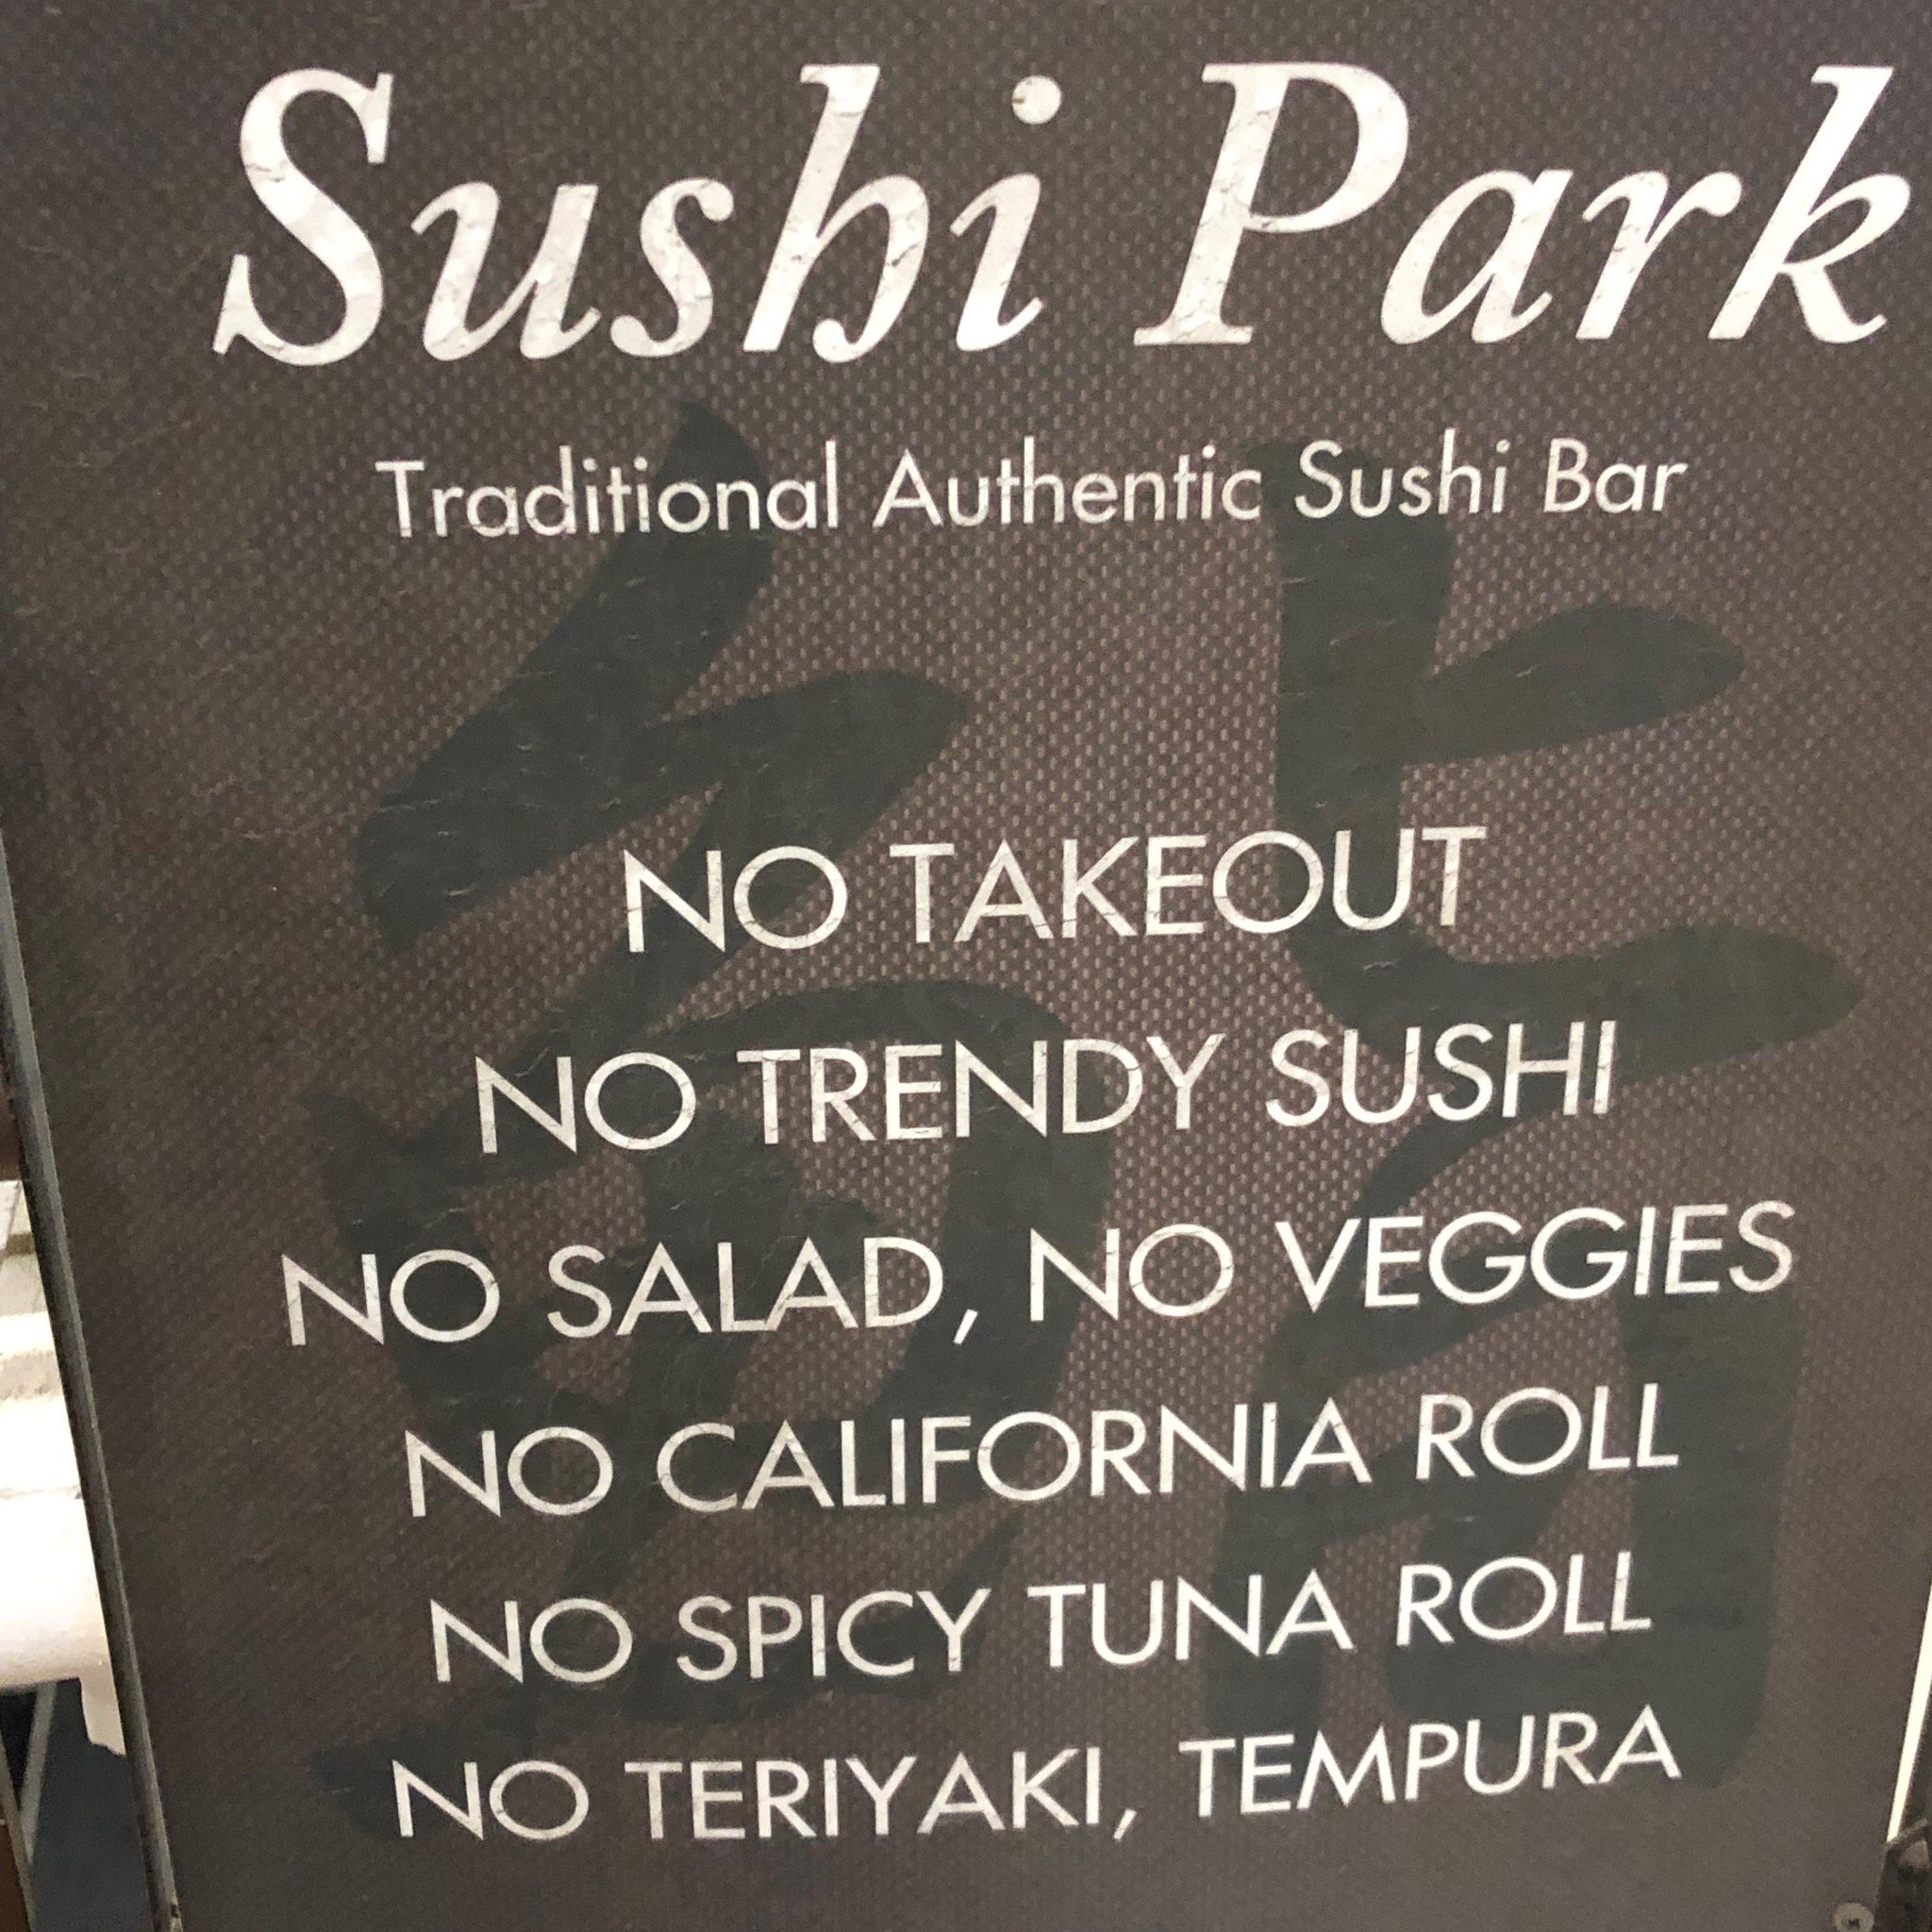 Sushi Park
Traditional Authentic Sushi Bar
鮨
NO TAKEOUT
NO TRENDY SUSHI
NO SALAD, NO VEGGIES
NO CALIFORNIA ROLL
NO SPICY TUNA ROLL
NO TERIYAKI, TEMPURA